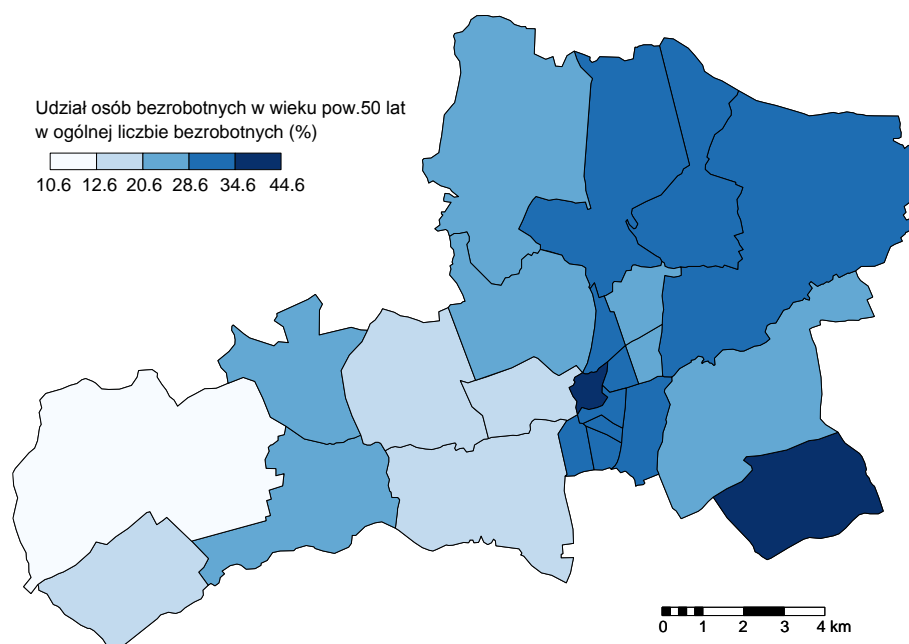 Udział osób bezrobotnych w wieku pow.50 lat
w ogólnej liczbie bezrobotnych (%)
10.6 12.6 20.6 28.6 34.6 44.6
0 1 2 3 4 km